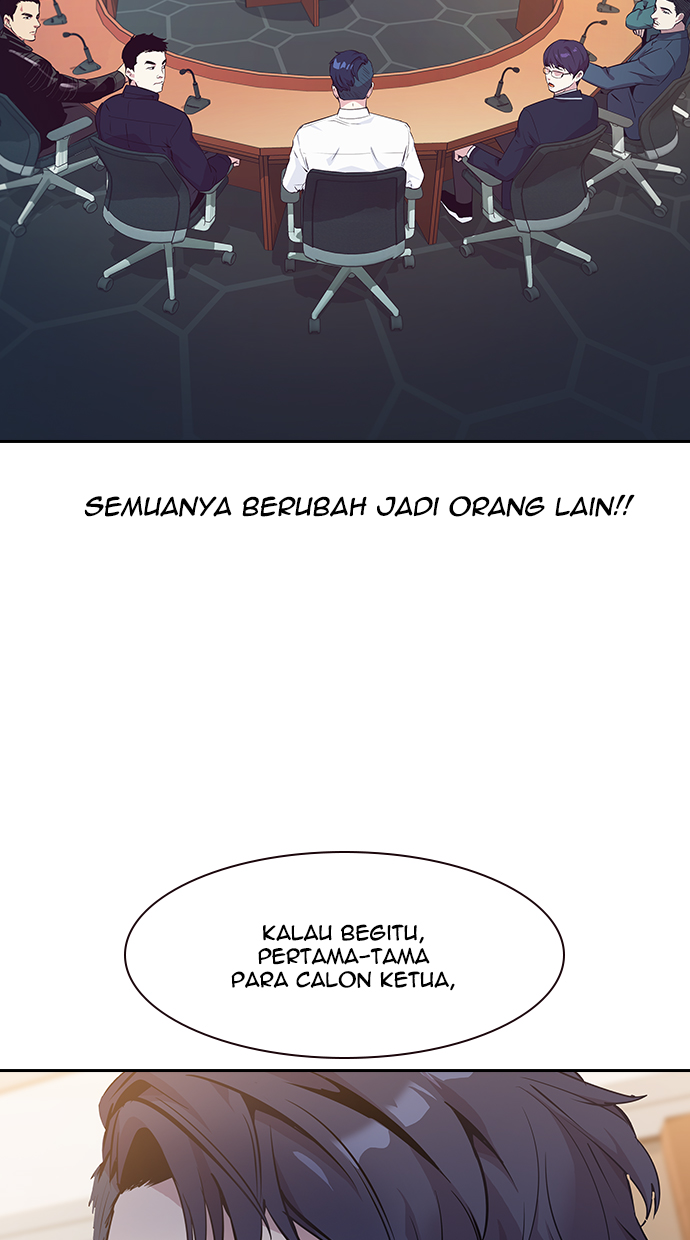 SEMUANYA BERUBAH JADI ORANG LAIN!!
KALAU BEGITU,
PERTAMA-TAMA
PARA CALON KETUA,